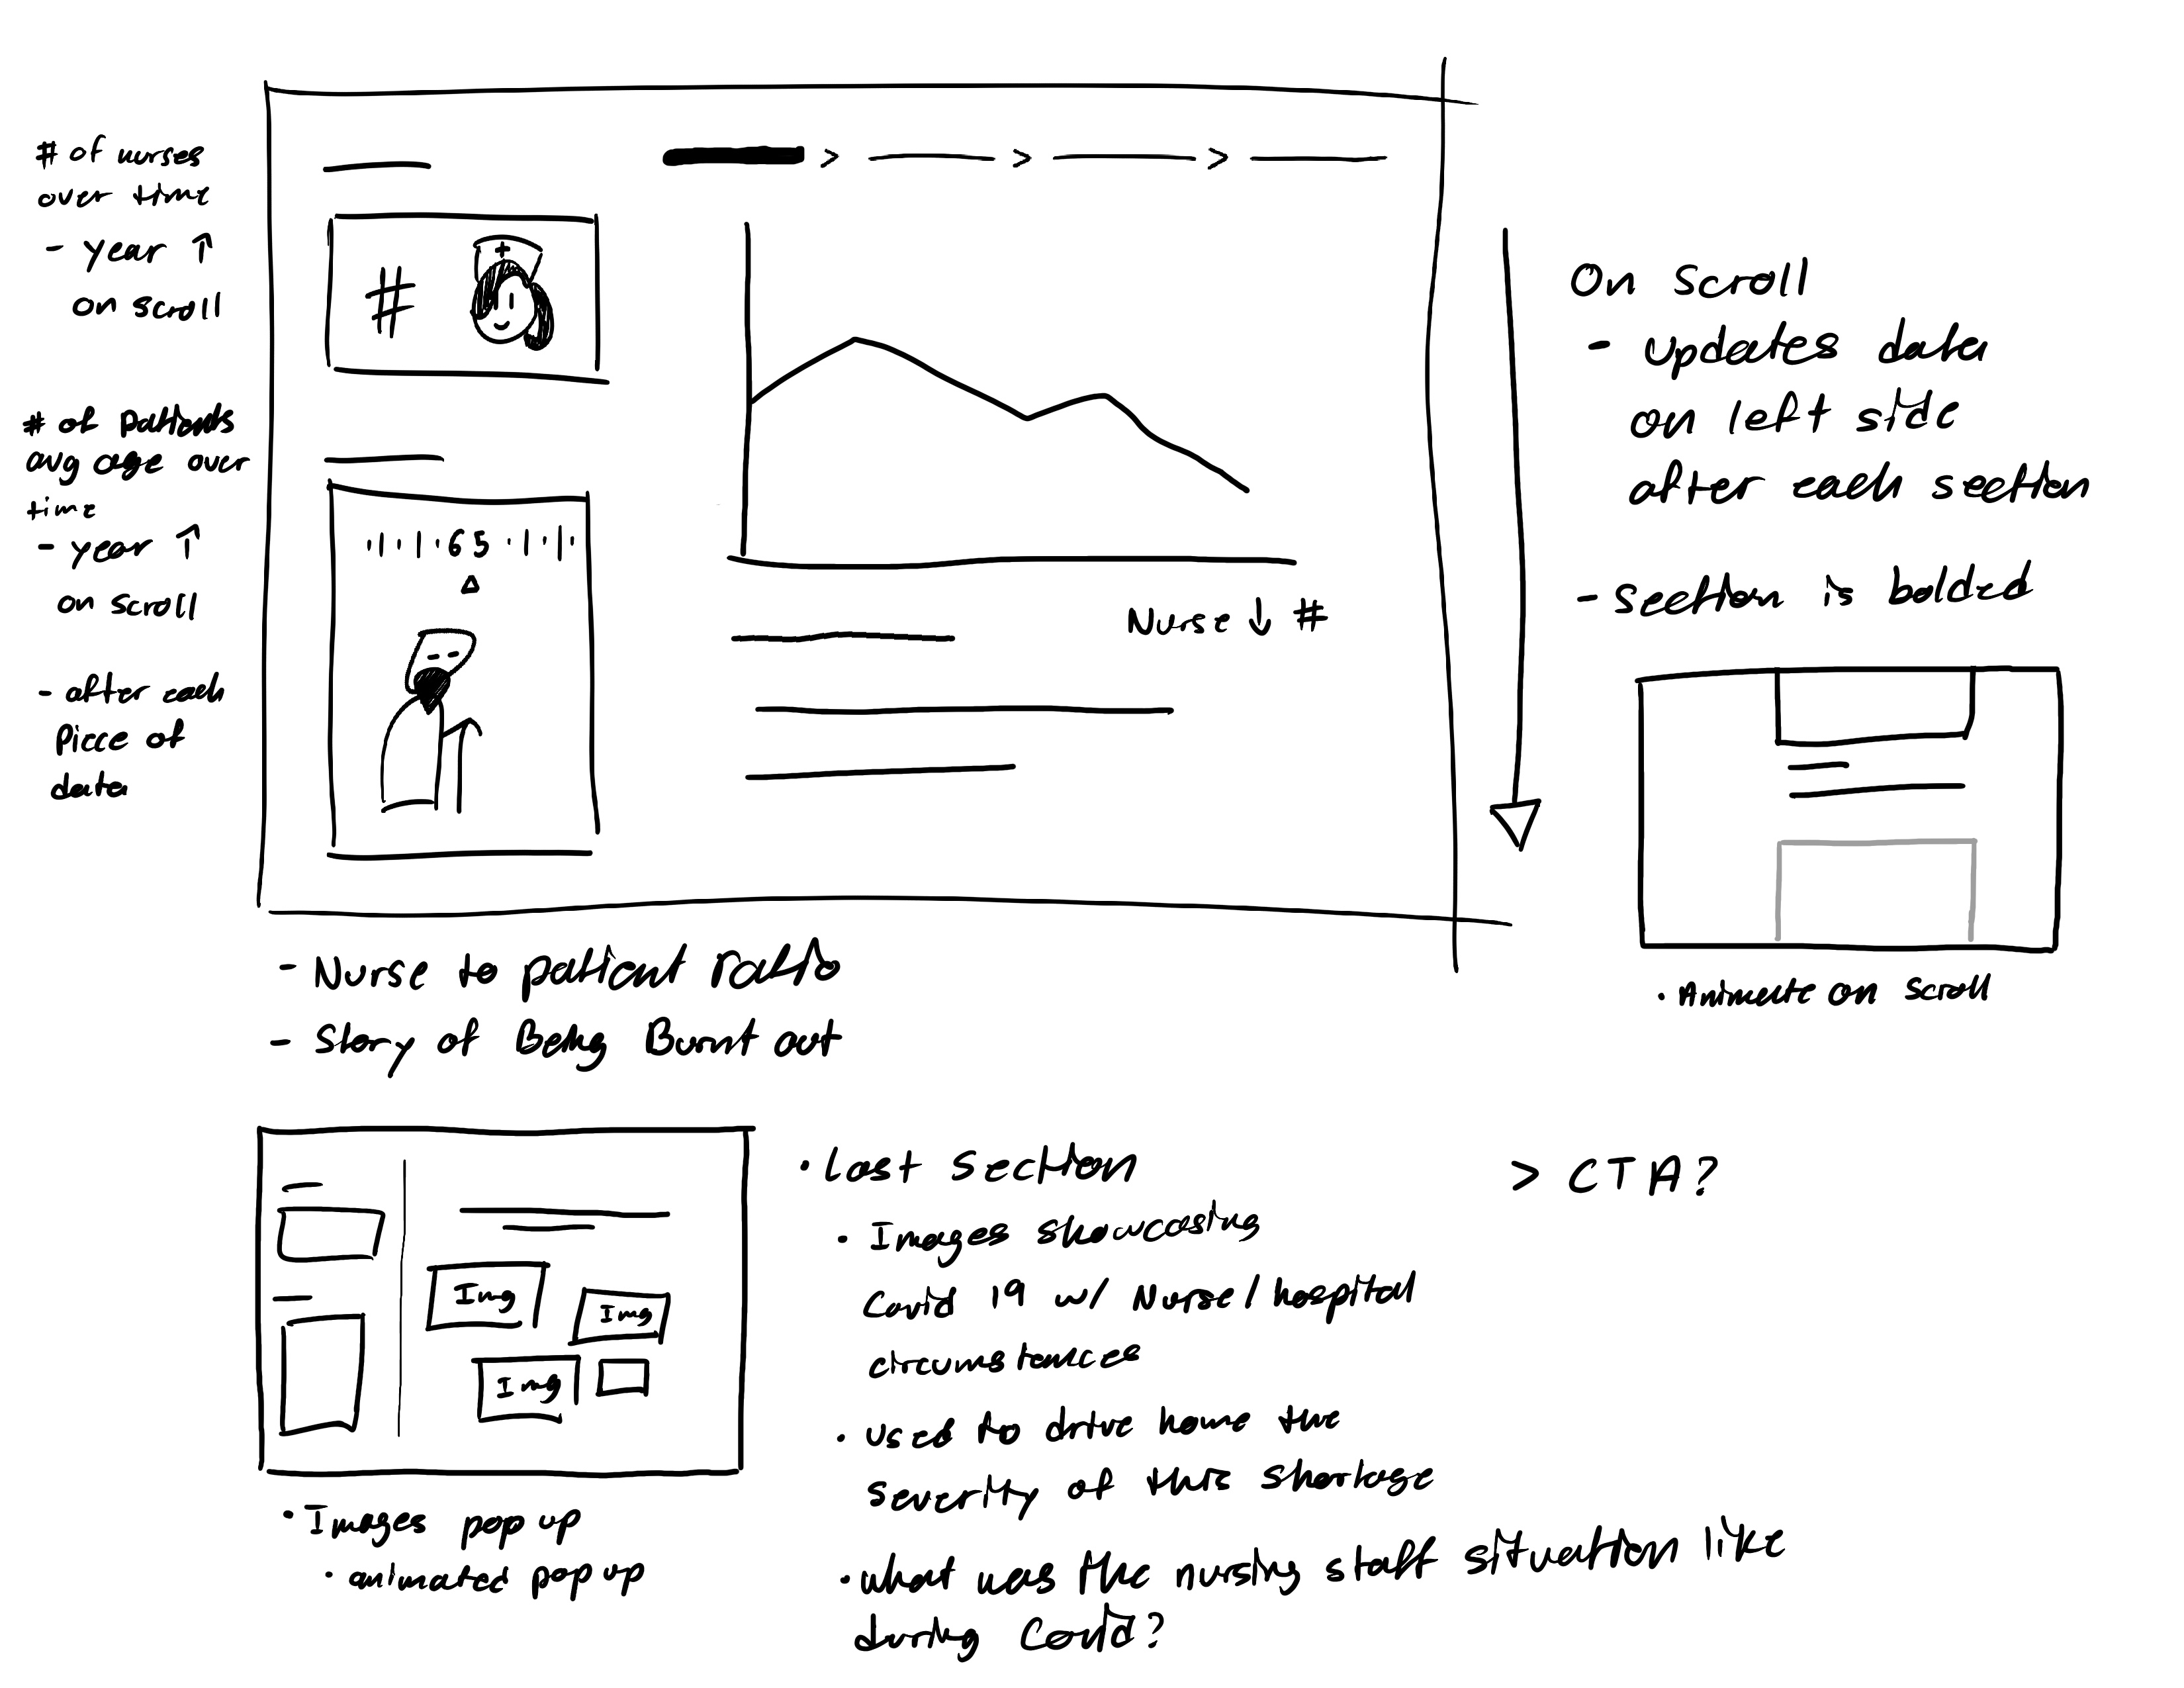 # of nurses
over time
- year ↑
on scroll
# of patients
avg age over
time
- year ↑
on scroll
- after each
piece of
data
> > >
#
65
Nurse ↓ #
On Scroll
- updates data
on left side
after each section
- section is bolded
• Animate on scroll
- Nurse to patient ratio
- Story of Being Burnt out
Img
Img
Img
• Images pop up
• animated pop up
• Last section
• Images showcasing
Covid 19 w/ Nurse/hospital
circumstances
• used to drive home the
severity of this shortage
• what was the nursing staff situation like
during Covid?
> CTA?